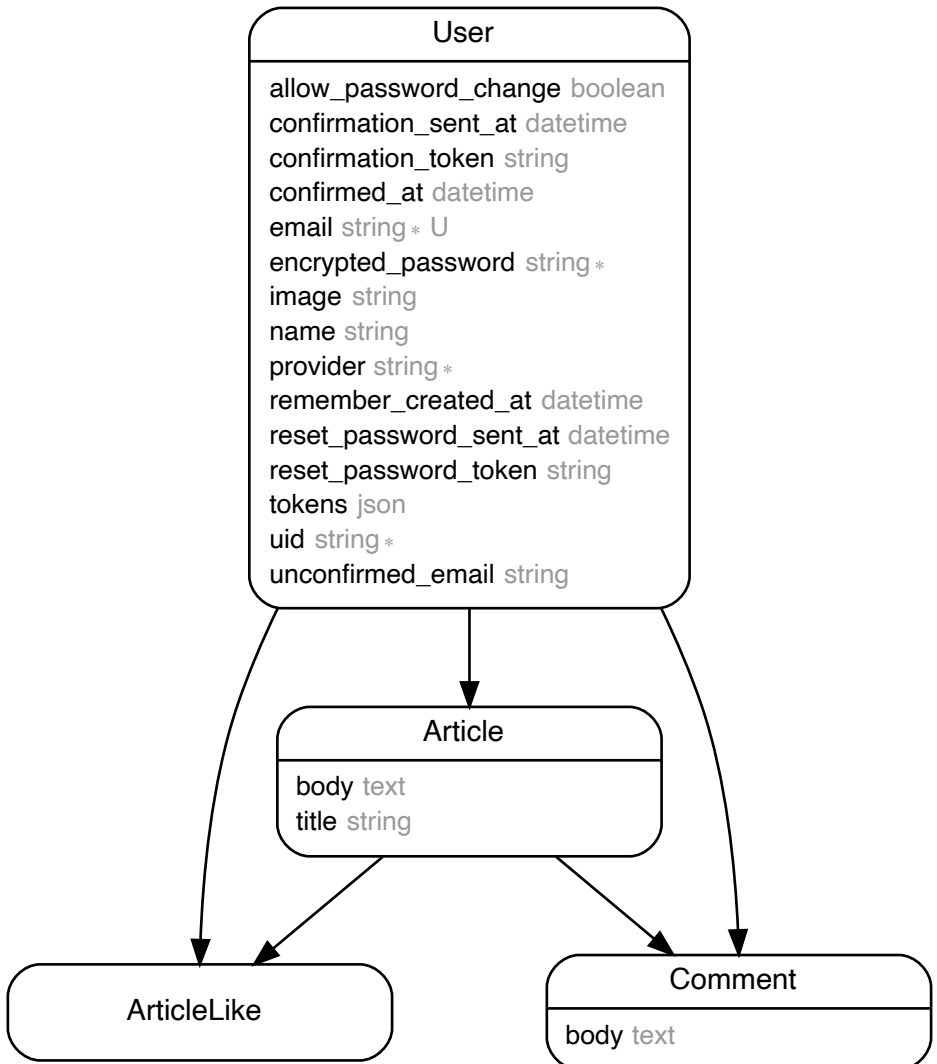 User
allow_password_change boolean
confirmation_sent_at datetime
confirmation_token string
confirmed_at datetime
email string∗ U
encrypted_password string∗
image string
name string
provider string∗
remember_created_at datetime
reset_password_sent_at datetime
reset_password_token string
tokens json
uid string∗
unconfirmed_email string
Article
body text
title string
ArticleLike
Comment
body text